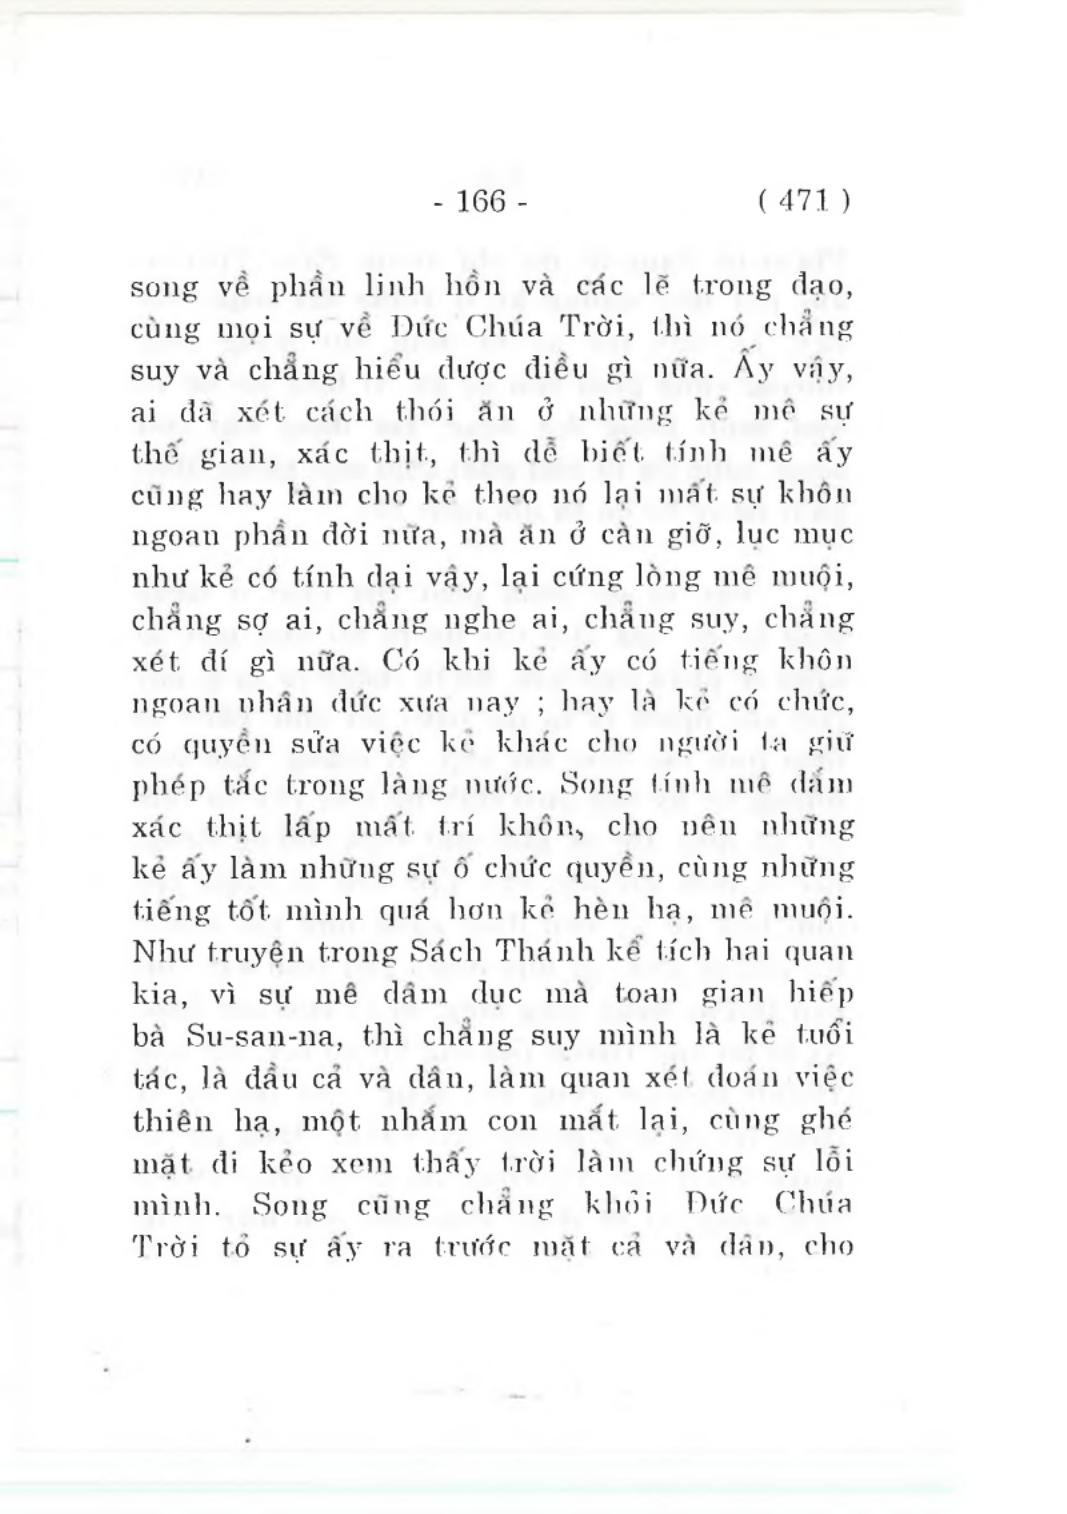 - 166 - ( 471 )
song về phần linh hồn và các lẽ trong đạo,
cùng mọi sự về Đức Chúa Trời, thì nó chẳng
suy và chẳng hiểu được điều gì nữa. Ấy vậy,
ai đã xét cách thói ăn ở những kẻ mê sự
thế gian, xác thịt, thì dễ biết tính mê ấy
cũng hay làm cho kẻ theo nó lại mất sự khôn
ngoan phần đời nữa, mà ăn ở càn giỡ, lục mục
như kẻ có tính dại vậy, lại cứng lòng mê muội,
chẳng sợ ai, chẳng nghe ai, chẳng suy, chẳng
xét đí gì nữa. Có khi kẻ ấy có tiếng khôn
ngoan nhân đức xưa nay ; hay là kẻ có chức,
có quyền sửa việc kẻ khác cho người ta giữ
phép tắc trong làng nước. Song tính mê đắm
xác thịt lấp mất trí khôn, cho nên những
kẻ ấy làm những sự ố chức quyền, cùng những
tiếng tốt mình quá hơn kẻ hèn hạ, mê muội.
Như truyện trong Sách Thánh kể tích hai quan
kia, vì sự mê dâm dục mà toan gian hiếp
bà Su-san-na, thì chẳng suy mình là kẻ tuổi
tác, là đầu cả và dân, làm quan xét đoán việc
thiên hạ, một nhắm con mắt lại, cùng ghé
mặt đi kẻo xem thấy trời làm chứng sự lỗi
mình. Song cũng chẳng khỏi Đức Chúa
Trời tỏ sự ấy ra trước mặt cả và dân, cho